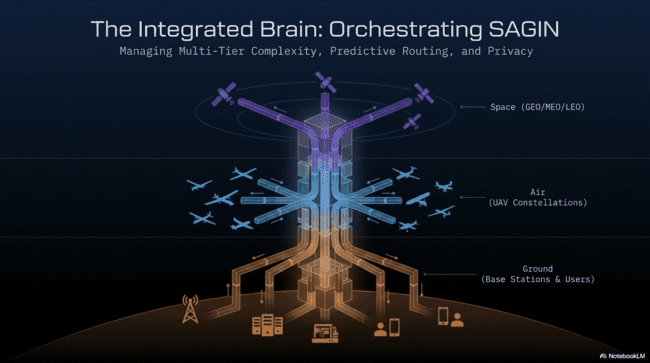 The Integrated Brain: Orchestrating SAGIN
Managing Multi-Tier Complexity, Predictive Routing, and Privacy
Space (GEO/MEO/LEO)
Air
(UAV Constellations)
Ground
(Base Stations & Users)
NotebookLM